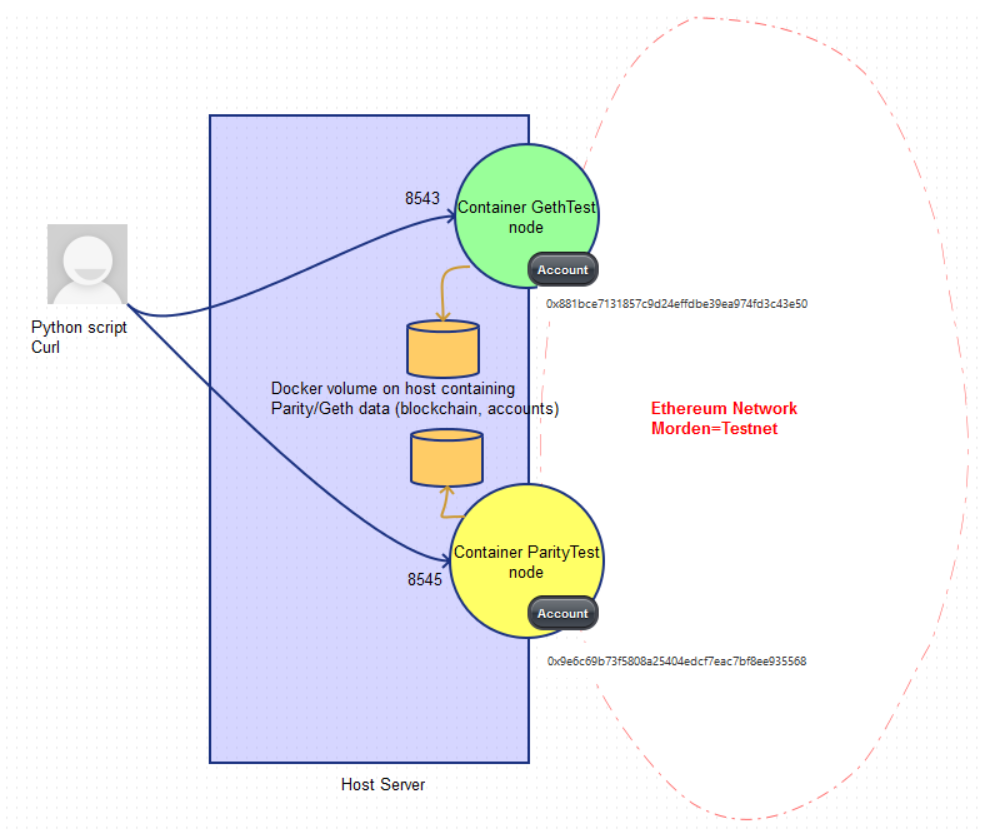 8543
Container GethTest
node
Account
0x881bce7131857c9d24effdbe39ea974fd3c43e50
Python script
Curl
Docker volume on host containing
Parity/Geth data (blockchain, accounts)
Ethereum Network
Morden=Testnet
Container ParityTest
node
8545
Account
0x9e6c69b73f5808a25404edcf7eac7bf8ee935568
Host Server